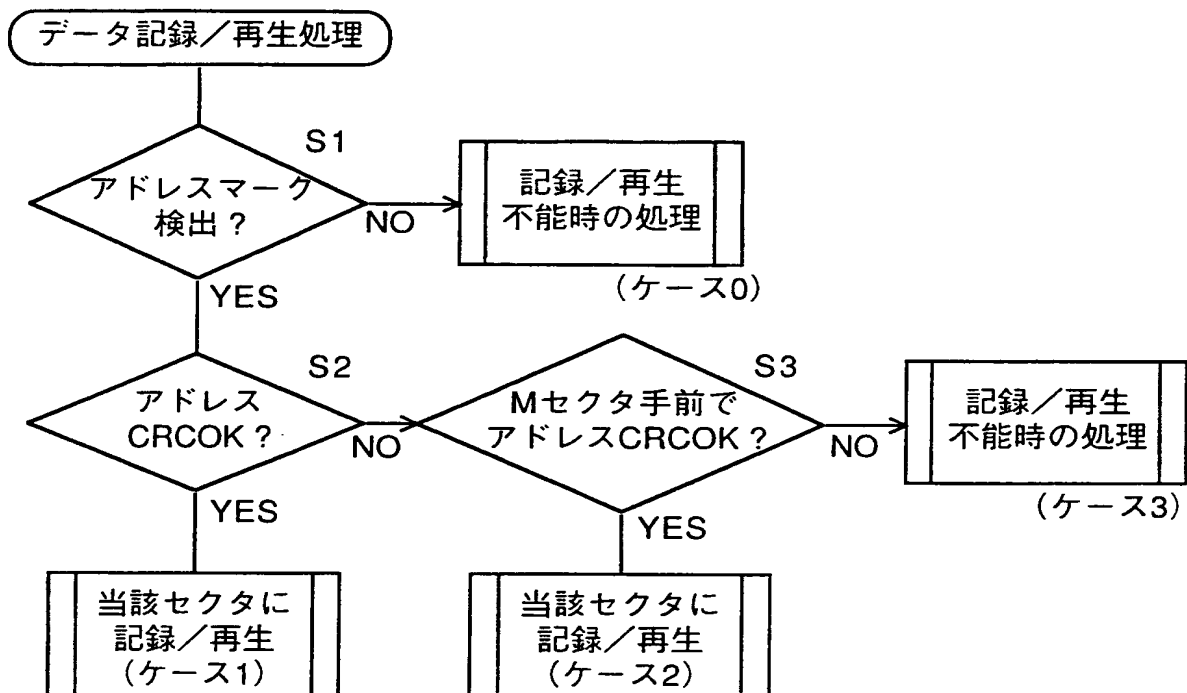 データ記録／再生処理
S1
アドレスマーク
検出？
NO
記録／再生
不能時の処理
（ケース0）
YES
S2
アドレス
CRCOK？
NO
S3
Mセクタ手前で
アドレスCRCOK？
NO
記録／再生
不能時の処理
（ケース3）
YES
YES
当該セクタに
記録／再生
（ケース1）
当該セクタに
記録／再生
（ケース2）